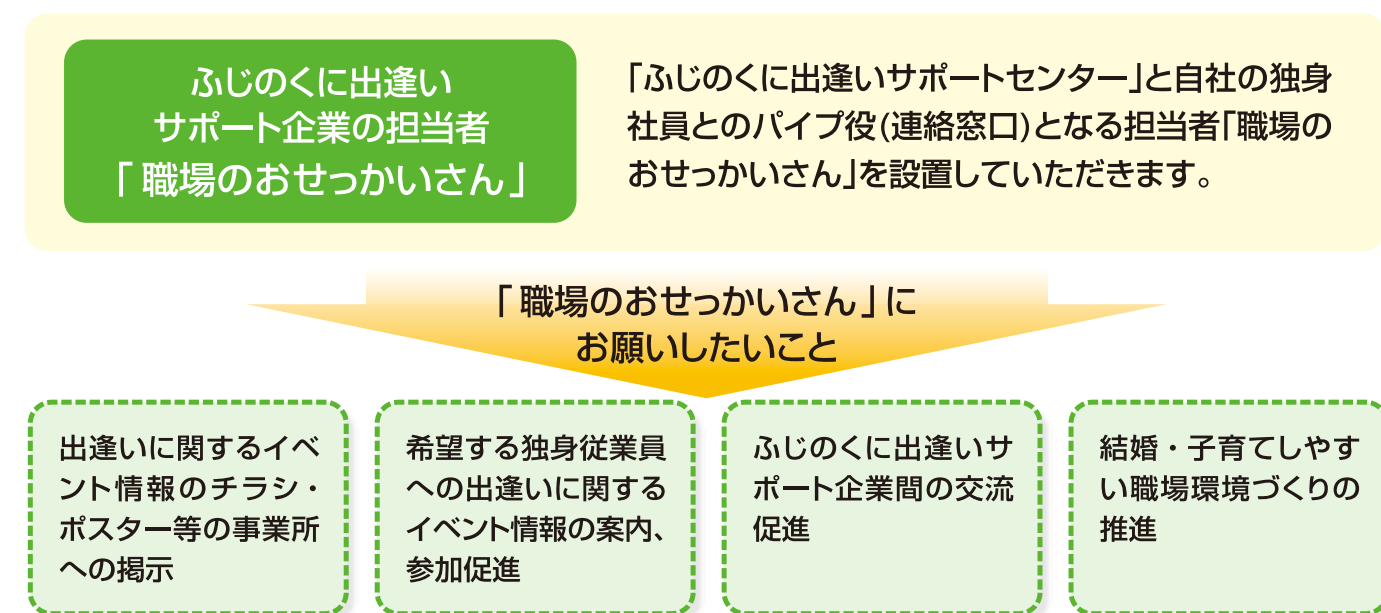 ふじのくに出逢い
サポート企業の担当者
「職場のおせっかいさん」
「ふじのくに出逢いサポートセンター」と自社の独身
社員とのパイプ役(連絡窓口)となる担当者「職場の
おせっかいさん」を設置していただきます。
「職場のおせっかいさん」に
お願いしたいこと
出逢いに関するイベ
ント情報のチラシ・
ポスター等の事業所
への掲示
希望する独身従業員
への出逢いに関する
イベント情報の案内、
参加促進
ふじのくに出逢いサ
ポート企業間の交流
促進
結婚・子育てしやす
い職場環境づくりの
推進